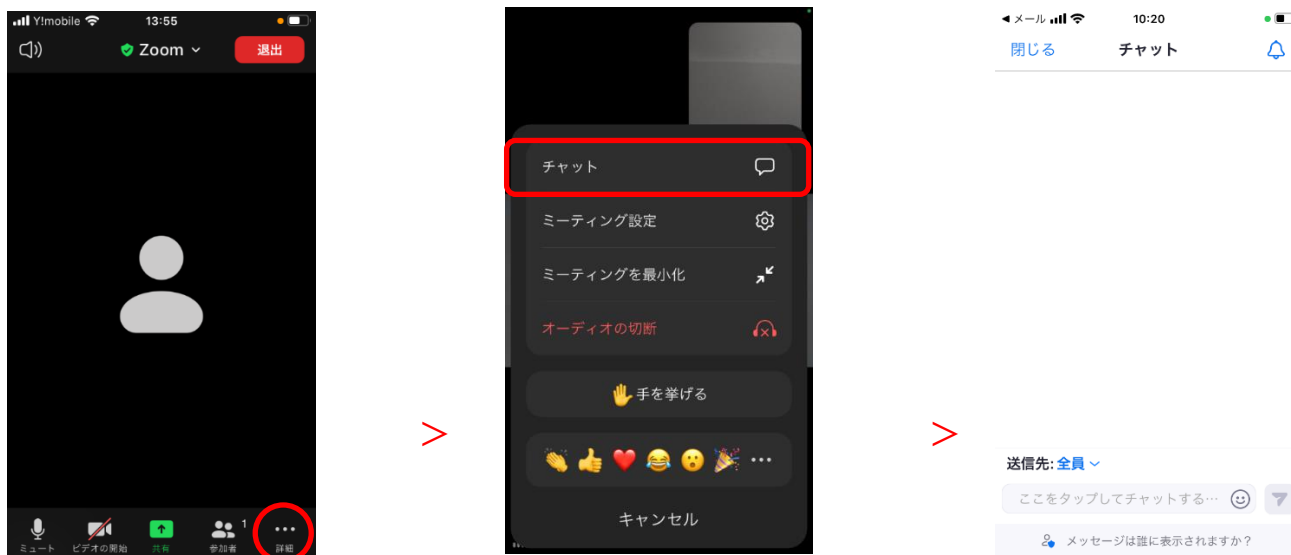 Y!mobile 13:55
Zoom
退出
ミュート
ビデオの開始
共有
参加者
1
詳細
>
チャット
ミーティング設定
ミーティングを最小化
オーディオの切断
手を挙げる
キャンセル
>
メール 10:20
閉じる チャット
送信先: 全員
ここをタップしてチャットする…
メッセージは誰に表示されますか?